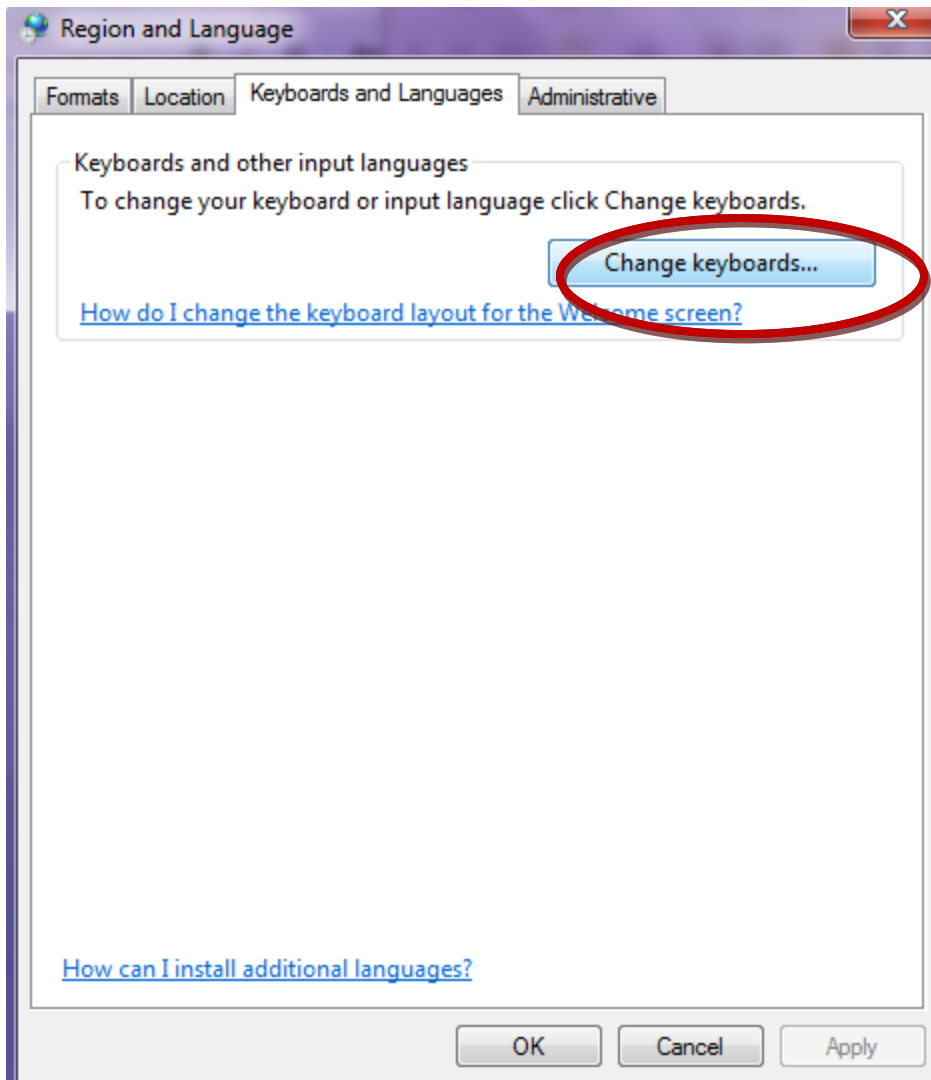 Region and Language
Formats Location Keyboards and Languages Administrative
Keyboards and other input languages
To change your keyboard or input language click Change keyboards.
Change keyboards...
How do I change the keyboard layout for the Welcome screen?
How can I install additional languages?
OK Cancel Apply